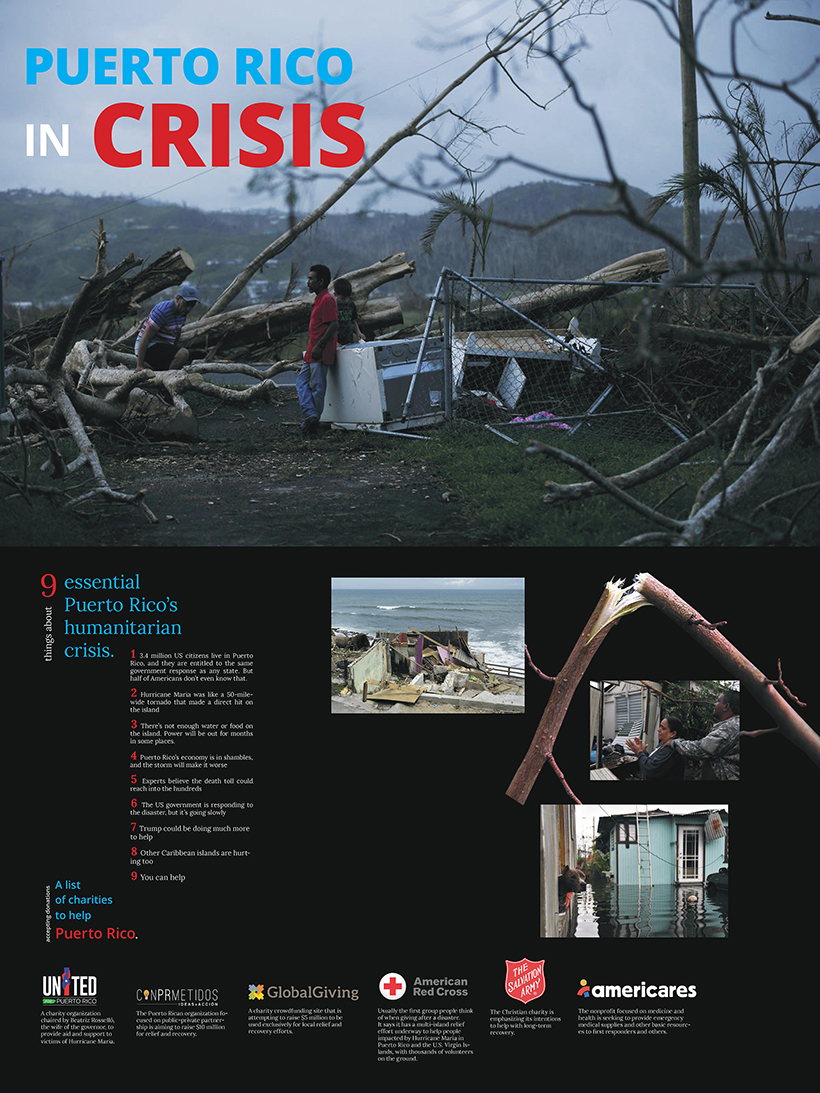 PUERTO RICO
IN CRISIS
9 essential
things about
Puerto Rico's
humanitarian
crisis.
1 3.4 million US citizens live in Puerto
Rico, and they are entitled to the same
government response as any state. But
half of Americans don't even know that.
2 Hurricane Maria was like a 50-mile-
wide tornado that made a direct hit on
the island
3 There's not enough water or food on
the island. Power will be out for months
in some places.
4 Puerto Rico's economy is in shambles,
and the storm will make it worse
5 Experts believe the death toll could
reach into the hundreds
6 The US government is responding to
the disaster, but it's going slowly
7 Trump could be doing much more
to help
8 Other Caribbean islands are hurt-
ing too
9 You can help
accepting donations
A list
of charities
to help
Puerto Rico.
UNITED
FOR PUERTO RICO
A charity organization
chaired by Beatriz Rosselló,
the wife of the governor, to
provide aid and support to
victims of Hurricane Maria.
CONPRMETIDOS
IDEAS+ACCIÓN
The Puerto Rican organization fo-
cused on public-private partner-
ship is aiming to raise $10 million
for relief and recovery.
GlobalGiving
A charity crowdfunding site that is
attempting to raise $5 million to be
used exclusively for local relief and
recovery efforts.
American
Red Cross
Usually the first group people think
of when giving after a disaster.
It says it has a multi-island relief
effort underway to help people
impacted by Hurricane Maria in
Puerto Rico and the U.S. Virgin Is-
lands, with thousands of volunteers
on the ground.
THE
SALVATION
ARMY
The Christian charity is
emphasizing its intentions
to help with long-term
recovery.
americares
The nonprofit focused on medicine and
health is seeking to provide emergency
medical supplies and other basic resourc-
es to first responders and others.